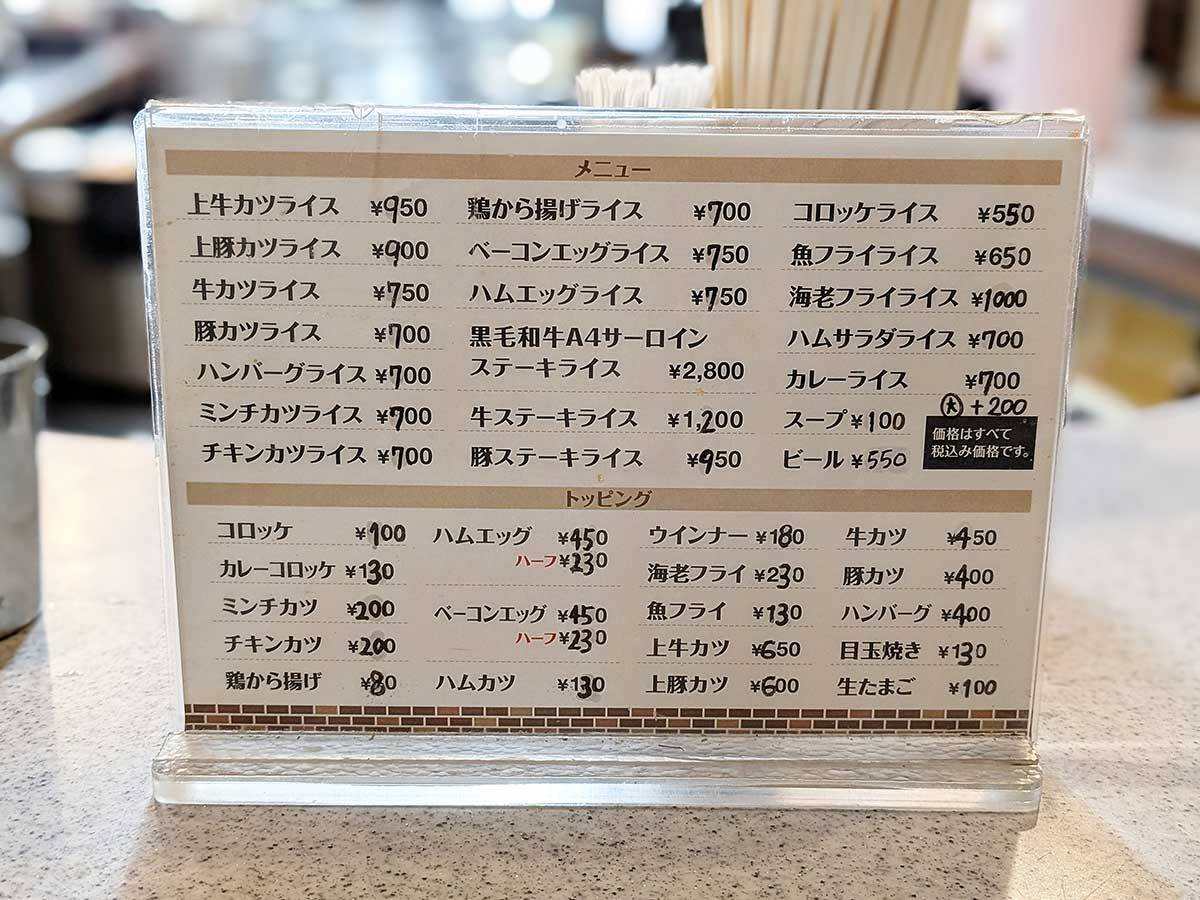 メニュー
上牛カツライス ¥950
上豚カツライス ¥900
牛カツライス ¥750
豚カツライス ¥700
ハンバーグライス ¥700
ミンチカツライス ¥700
チキンカツライス ¥700
鶏から揚げライス ¥700
ベーコンエッグライス ¥750
ハムエッグライス ¥750
黒毛和牛A4サーロイン
ステーキライス ¥2,800
牛ステーキライス ¥1,200
豚ステーキライス ¥950
コロッケライス ¥550
魚フライライス ¥650
海老フライライス ¥1000
ハムサラダライス ¥700
カレーライス ¥700
大 +200
スープ ¥100
ビール ¥550
価格はすべて
税込み価格です。
トッピング
コロッケ ¥100
カレーコロッケ ¥130
ミンチカツ ¥200
チキンカツ ¥200
鶏から揚げ ¥80
ハムエッグ ¥450
ハーフ ¥230
ベーコンエッグ ¥450
ハーフ ¥230
ハムカツ ¥130
ウインナー ¥180
海老フライ ¥230
魚フライ ¥130
上牛カツ ¥650
上豚カツ ¥600
牛カツ ¥450
豚カツ ¥400
ハンバーグ ¥400
目玉焼き ¥130
生たまご ¥100